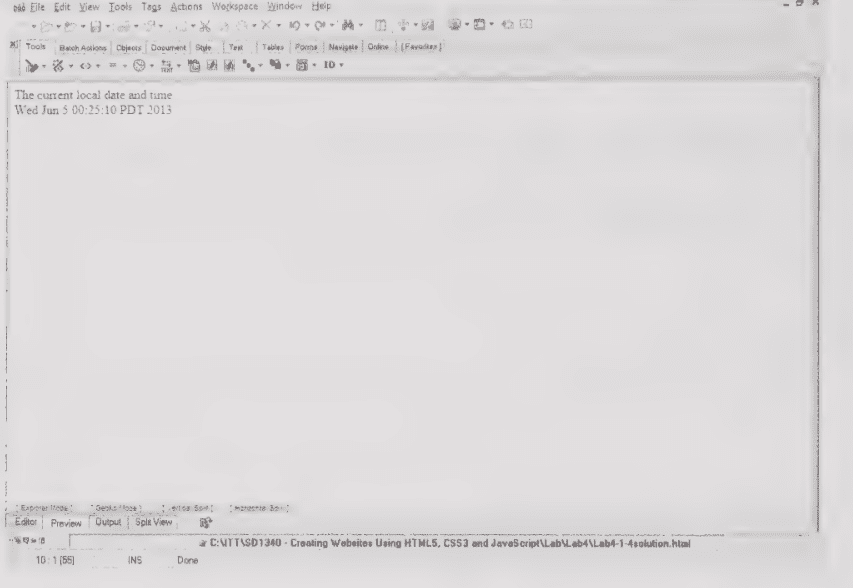 File Edit View Tools Tags Actions Workspace Window Help
Tools Batch Actions Objects Document Style Text Tables Forms Navigate Online [Favorites]
TEXT 10
The current local date and time
Wed Jun 5 00:25:10 PDT 2013
Editor Preview Output Split View
C:\ITT\SD1340 - Creating Websites Using HTML5, CSS3 and JavaScript\Lab\Lab4\Lab4-1-4solution.html
10 : 1 [55] INS Done